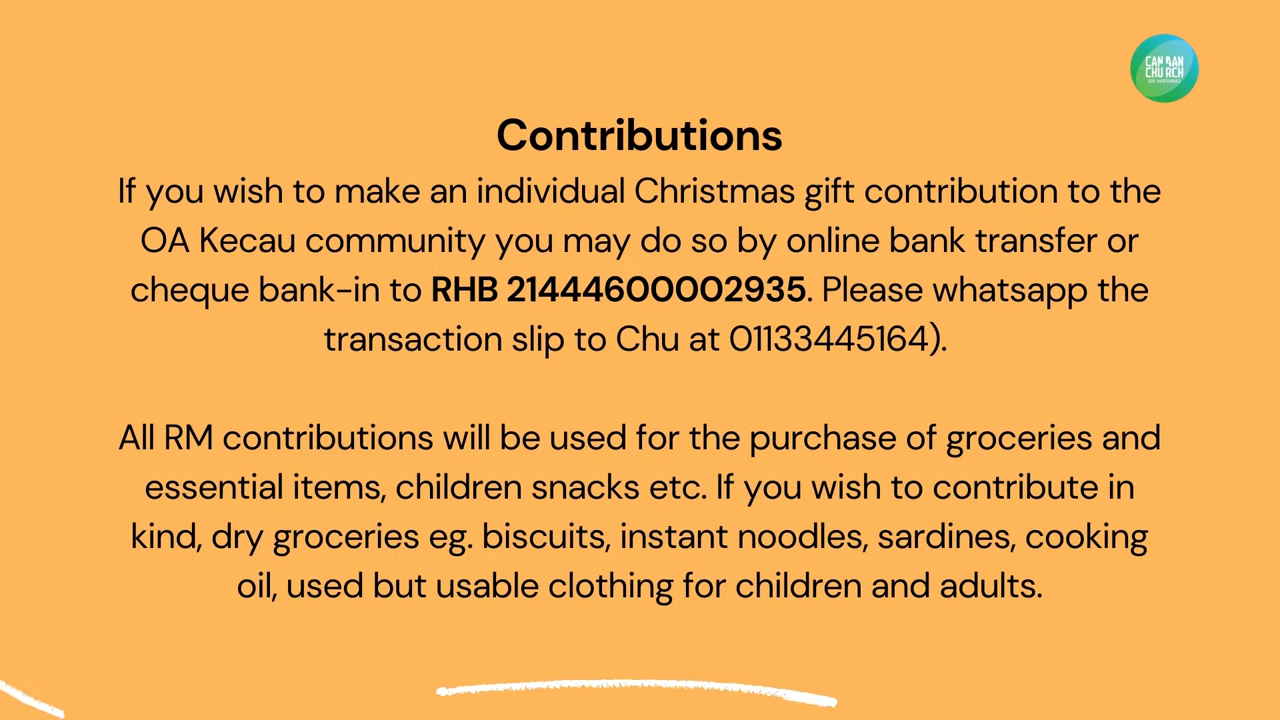 CANAAN
CHURCH
SRI HARTAMAS
Contributions
If you wish to make an individual Christmas gift contribution to the
OA Kecau community you may do so by online bank transfer or
cheque bank-in to RHB 21444600002935. Please whatsapp the
transaction slip to Chu at 01133445164).
All RM contributions will be used for the purchase of groceries and
essential items, children snacks etc. If you wish to contribute in
kind, dry groceries eg. biscuits, instant noodles, sardines, cooking
oil, used but usable clothing for children and adults.